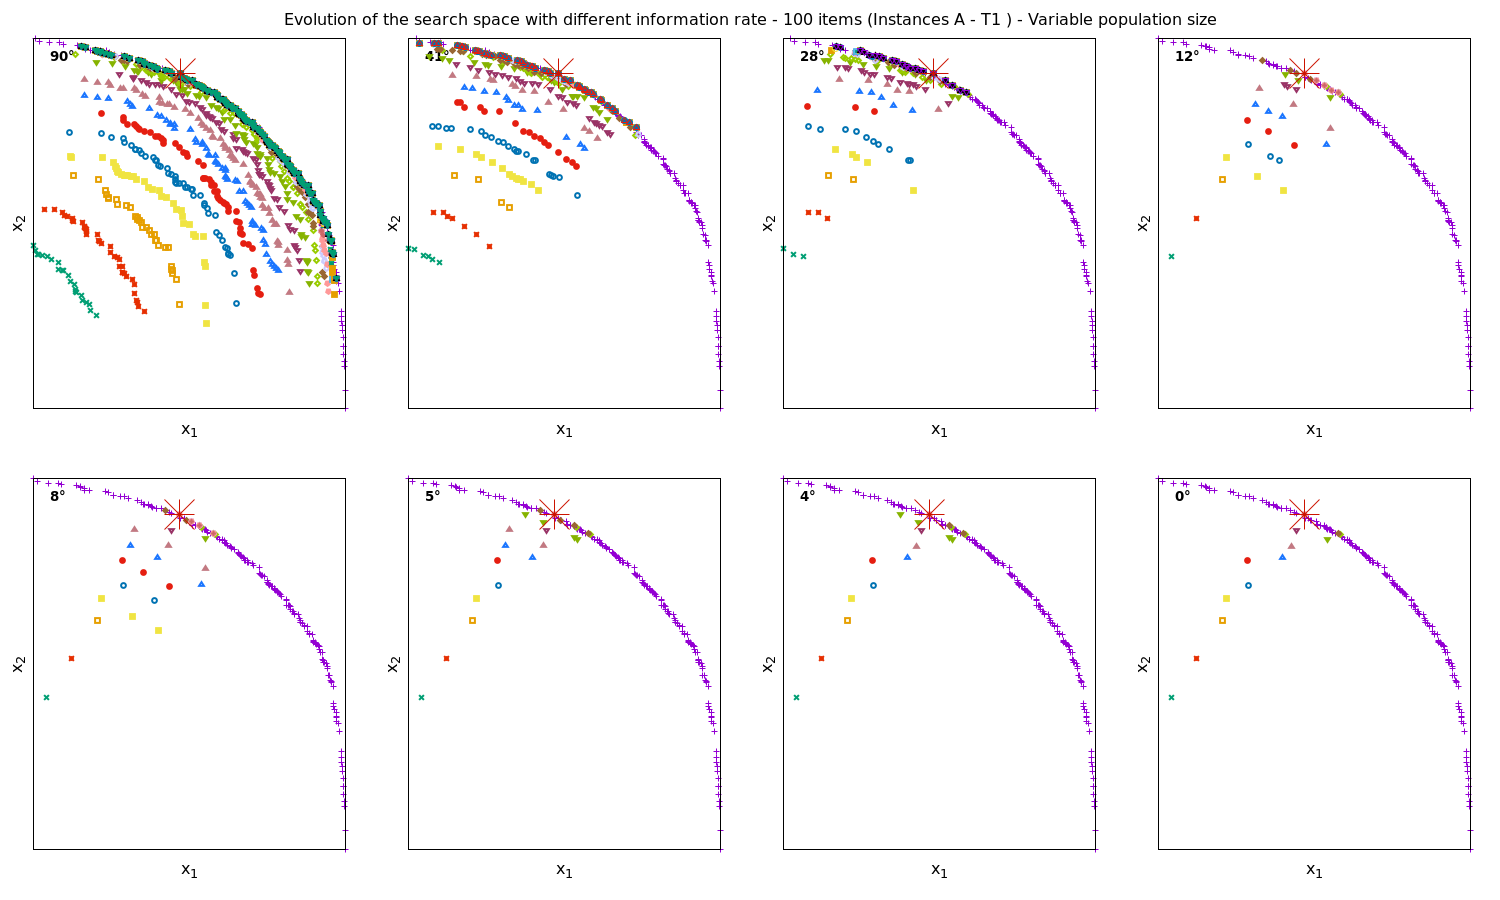 Evolution of the search space with different information rate - 100 items (Instances A - T1 ) - Variable population size
90°
41°
28°
12°
x₂
x₂
x₂
x₂
x₁
x₁
x₁
x₁
8°
5°
4°
0°
x₂
x₂
x₂
x₂
x₁
x₁
x₁
x₁